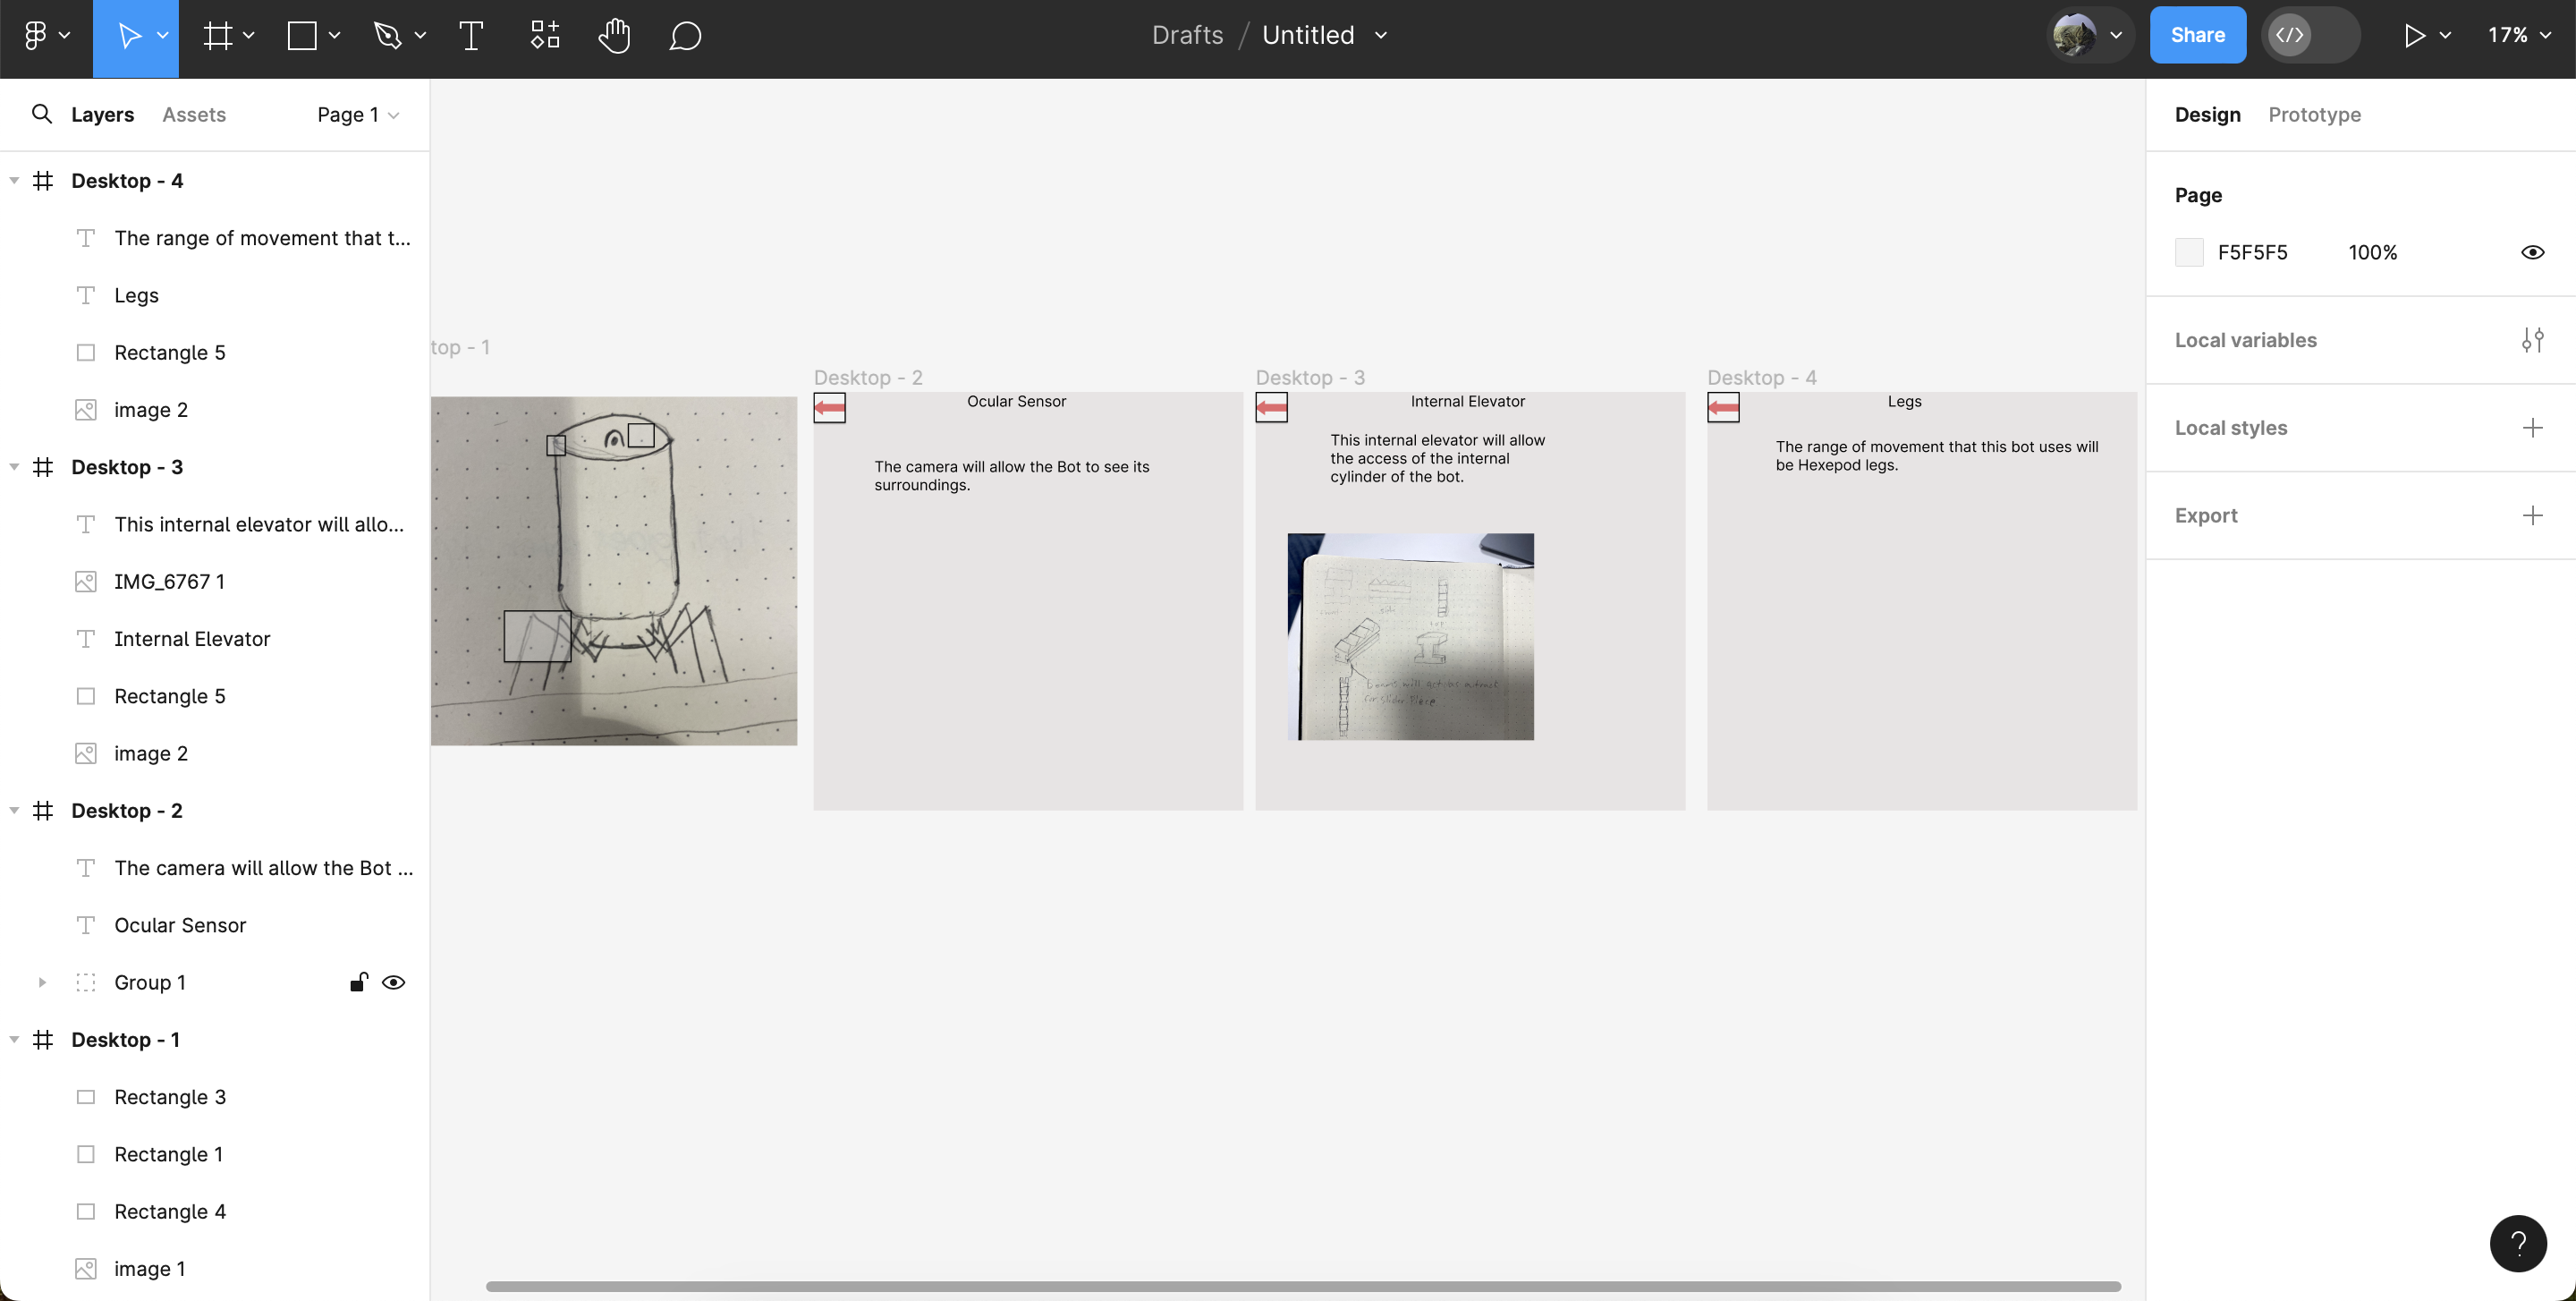 Drafts / Untitled
Share
17%
Layers
Assets
Page 1
Desktop - 4
The range of movement that t...
Legs
Rectangle 5
image 2
Desktop - 3
This internal elevator will allo...
IMG_6767 1
Internal Elevator
Rectangle 5
image 2
Desktop - 2
The camera will allow the Bot ...
Ocular Sensor
Group 1
Desktop - 1
Rectangle 3
Rectangle 1
Rectangle 4
image 1
top - 1
Desktop - 2
Ocular Sensor
The camera will allow the Bot to see its
surroundings.
Desktop - 3
Internal Elevator
This internal elevator will allow
the access of the internal
cylinder of the bot.
will act as
for slider piece
Desktop - 4
Legs
The range of movement that this bot uses will
be Hexepod legs.
Design
Prototype
Page
F5F5F5
100%
Local variables
Local styles
Export
?